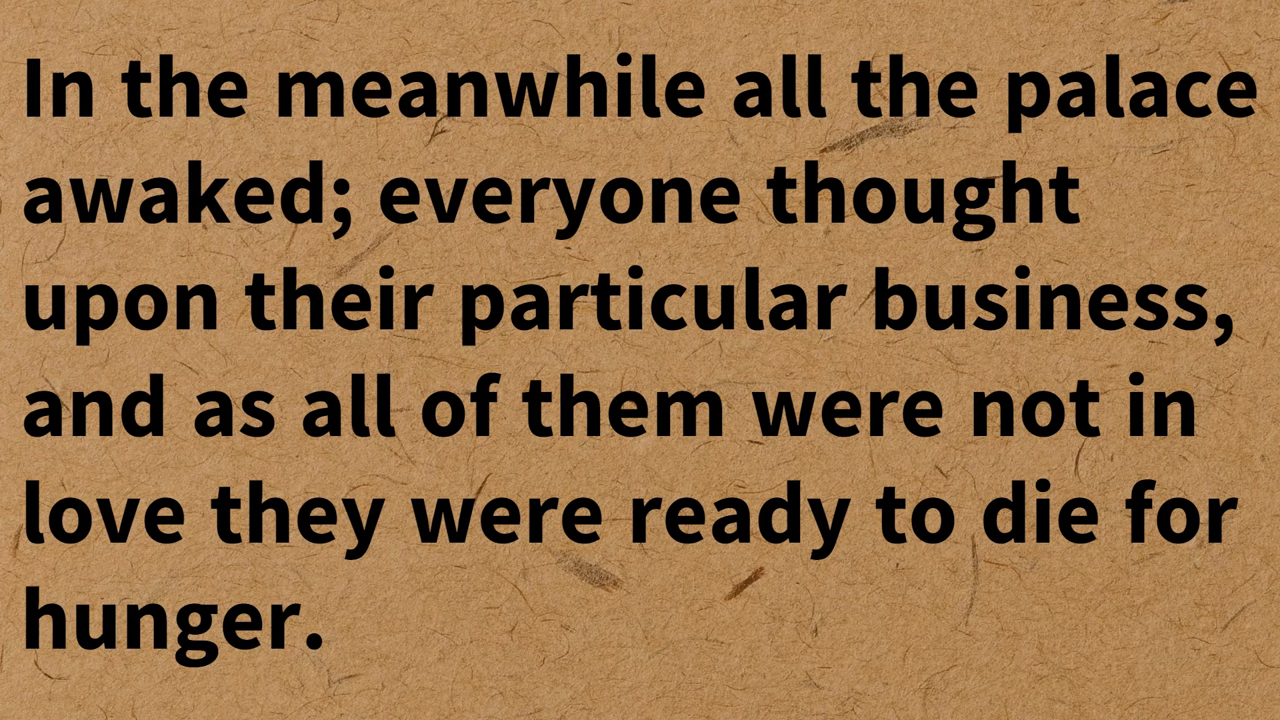 In the meanwhile all the palace
awaked; everyone thought
upon their particular business,
and as all of them were not in
love they were ready to die for
hunger.